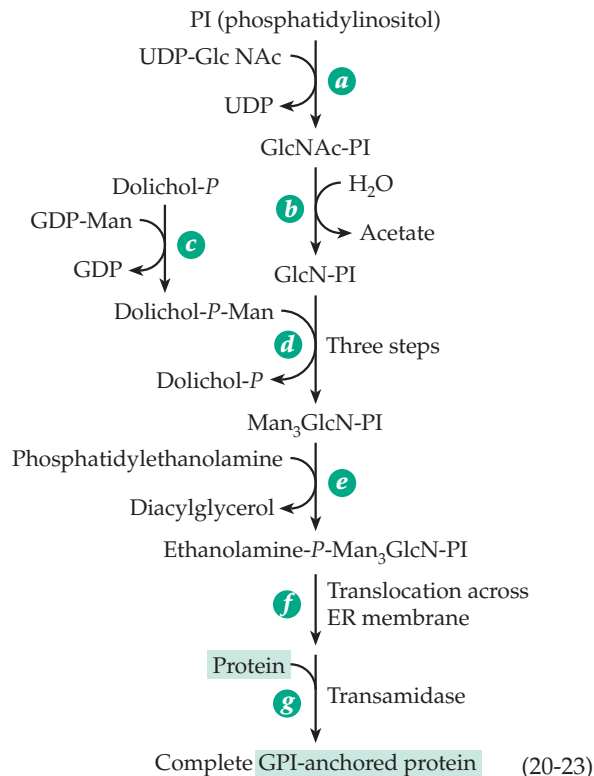 PI (phosphatidylinositol)
UDP-Glc NAc
a
UDP
GlcNAc-PI
Dolichol-P
H₂O
GDP-Man
b
c
Acetate
GDP
GlcN-PI
Dolichol-P-Man
d
Three steps
Dolichol-P
Man₃GlcN-PI
Phosphatidylethanolamine
e
Diacylglycerol
Ethanolamine-P-Man₃GlcN-PI
f
Translocation across
ER membrane
Protein
g
Transamidase
Complete GPI-anchored protein (20-23)